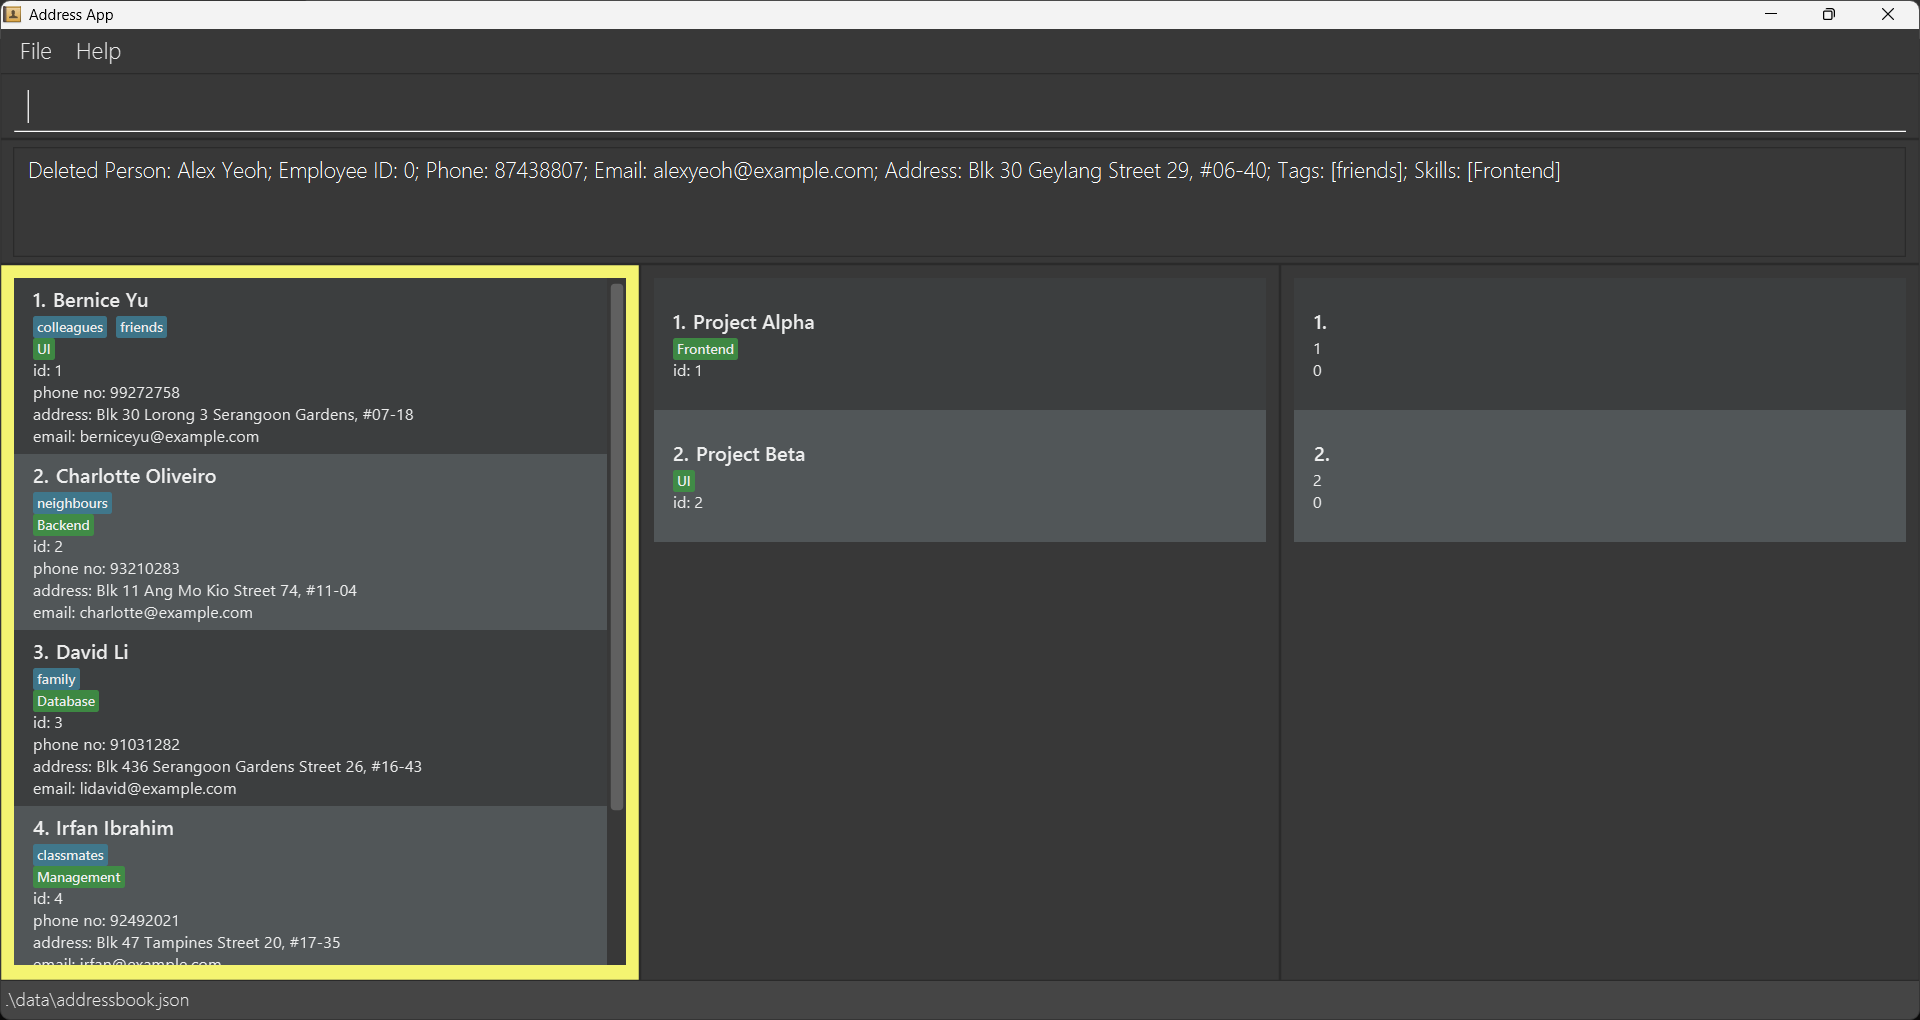 Address App
File Help
Deleted Person: Alex Yeoh; Employee ID: 0; Phone: 87438807; Email: alexyeoh@example.com; Address: Blk 30 Geylang Street 29, #06-40; Tags: [friends]; Skills: [Frontend]
1. Bernice Yu
colleagues friends
UI
id: 1
phone no: 99272758
address: Blk 30 Lorong 3 Serangoon Gardens, #07-18
email: berniceyu@example.com
2. Charlotte Oliveiro
neighbours
Backend
id: 2
phone no: 93210283
address: Blk 11 Ang Mo Kio Street 74, #11-04
email: charlotte@example.com
3. David Li
family
Database
id: 3
phone no: 91031282
address: Blk 436 Serangoon Gardens Street 26, #16-43
email: lidavid@example.com
4. Irfan Ibrahim
classmates
Management
id: 4
phone no: 92492021
address: Blk 47 Tampines Street 20, #17-35
email: irfan@example.com
1. Project Alpha
Frontend
id: 1
2. Project Beta
UI
id: 2
1.
1
0
2.
2
0
.\data\addressbook.json